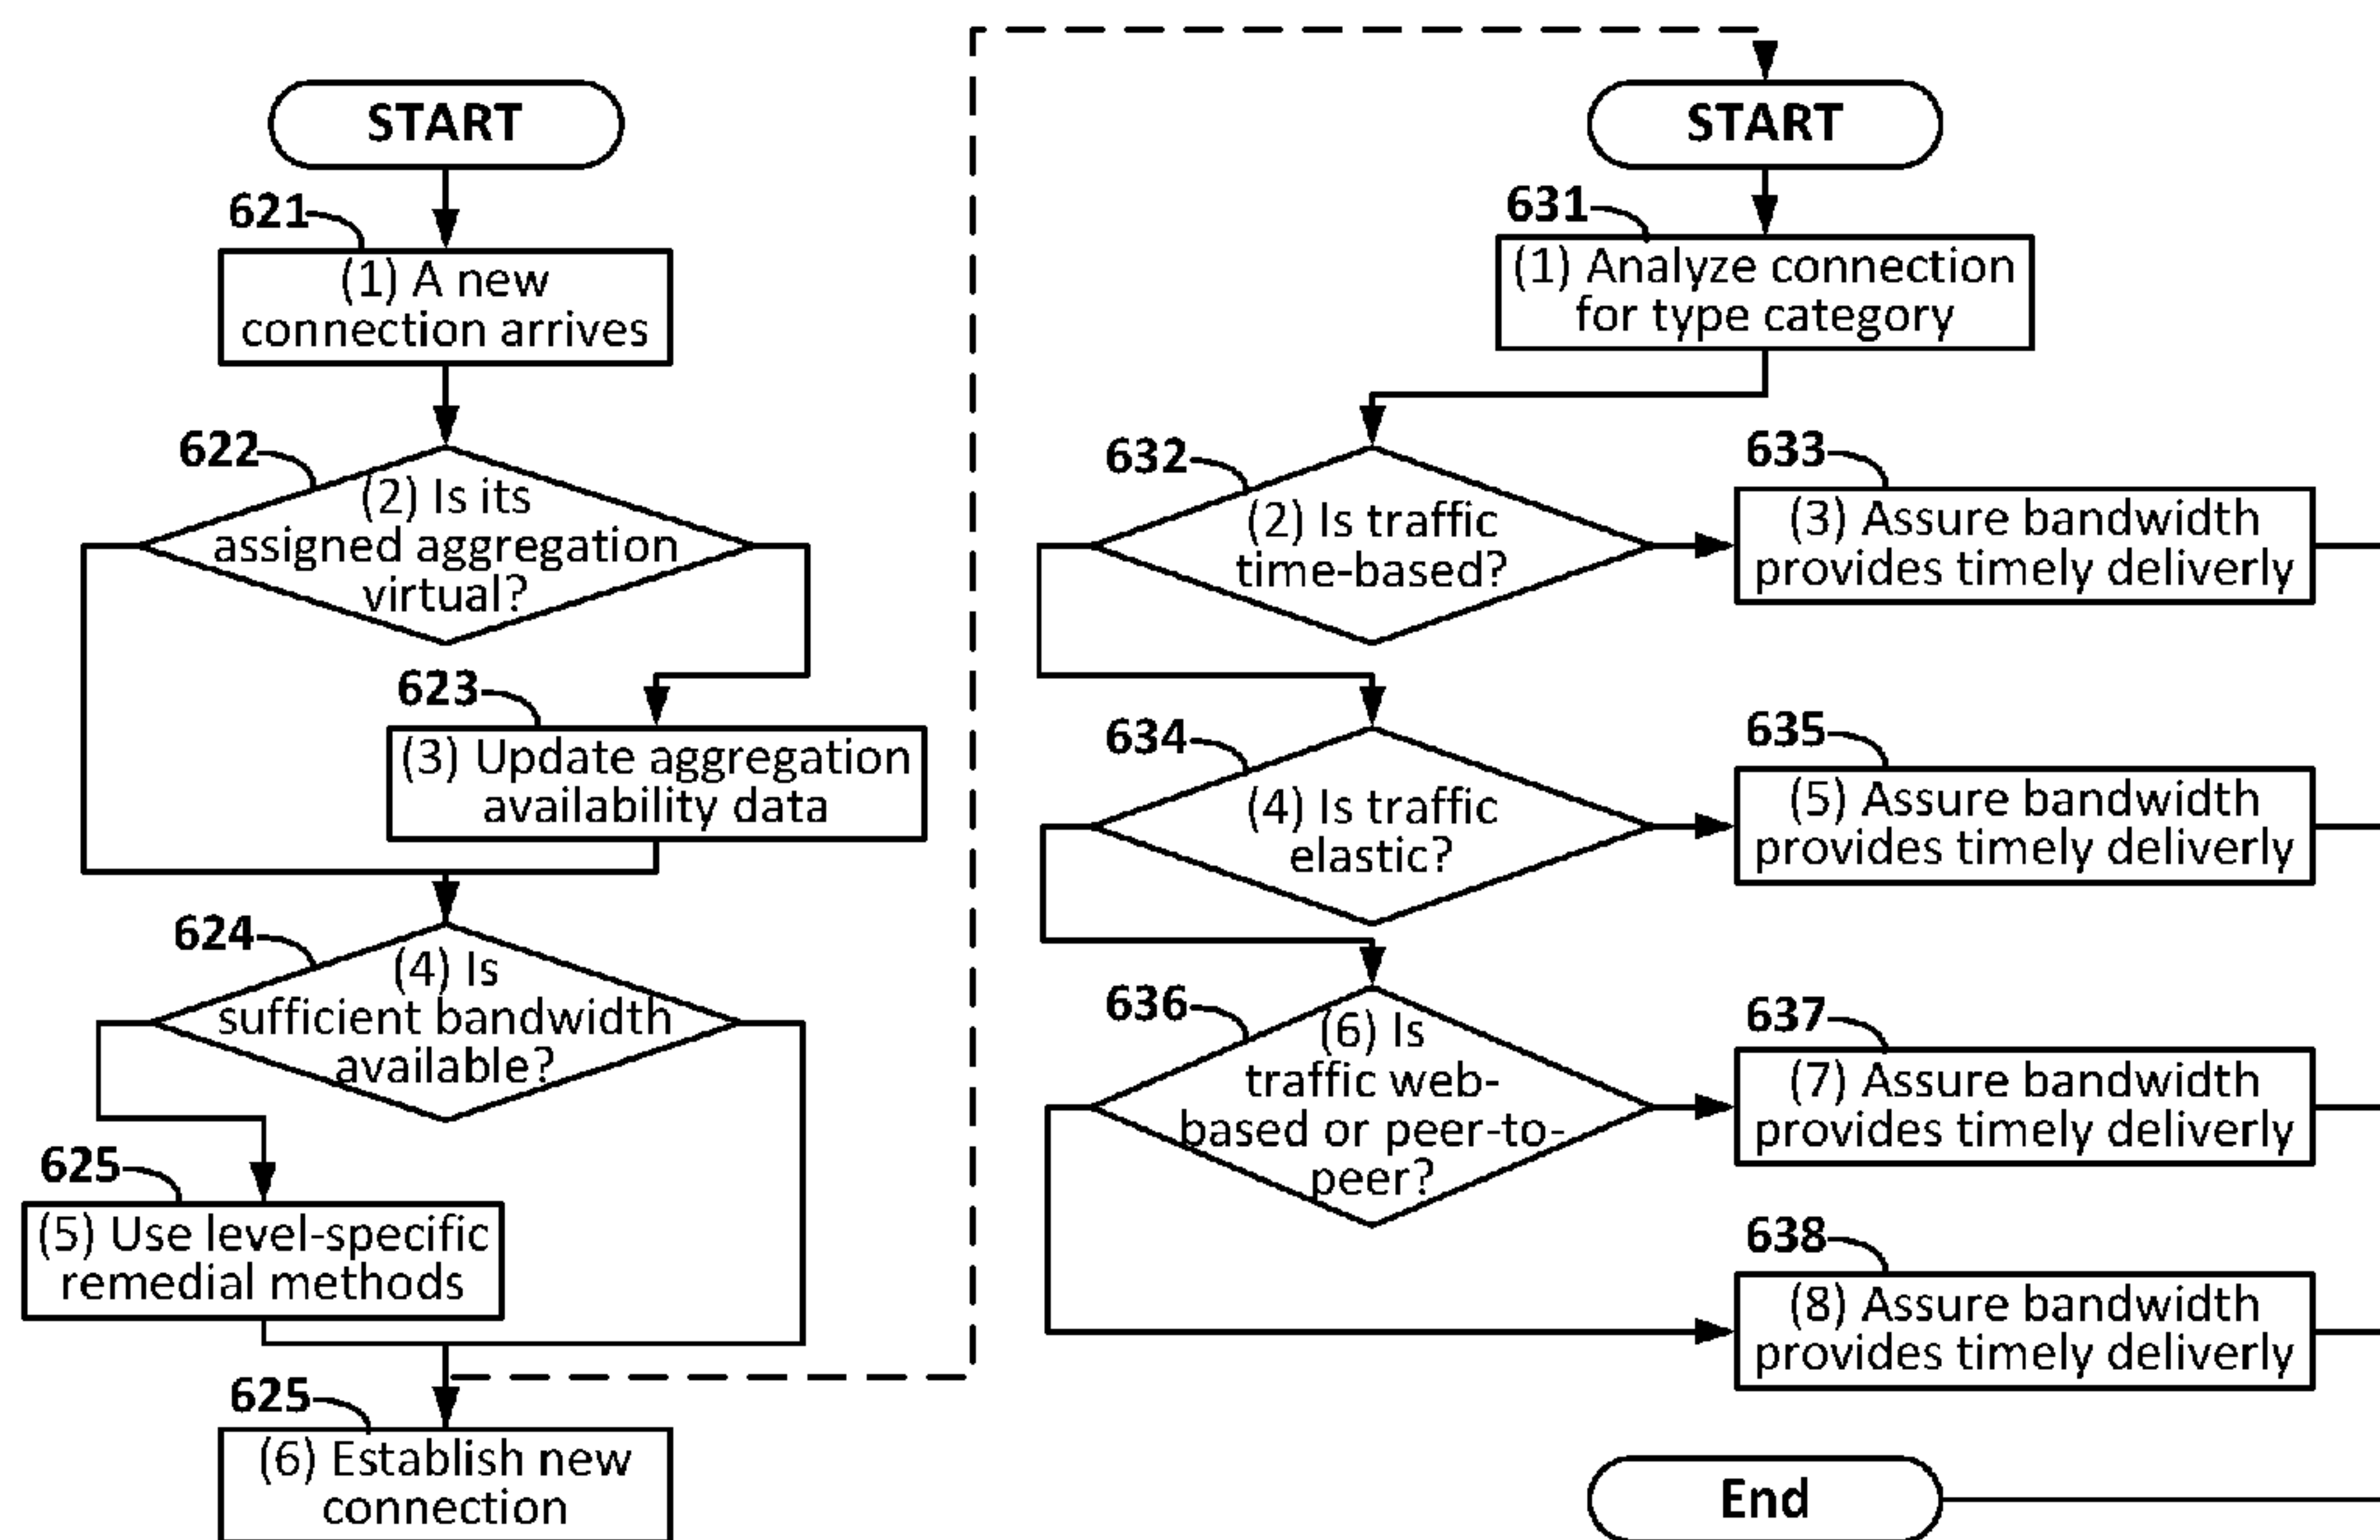 START
621
(1) A new
connection arrives
622
(2) Is its
assigned aggregation
virtual?
623
(3) Update aggregation
availability data
624
(4) Is
sufficient bandwidth
available?
625
(5) Use level-specific
remedial methods
625
(6) Establish new
connection
START
631
(1) Analyze connection
for type category
632
(2) Is traffic
time-based?
633
(3) Assure bandwidth
provides timely deliverly
634
(4) Is traffic
elastic?
635
(5) Assure bandwidth
provides timely deliverly
636
(6) Is
traffic web-
based or peer-to-
peer?
637
(7) Assure bandwidth
provides timely deliverly
638
(8) Assure bandwidth
provides timely deliverly
End